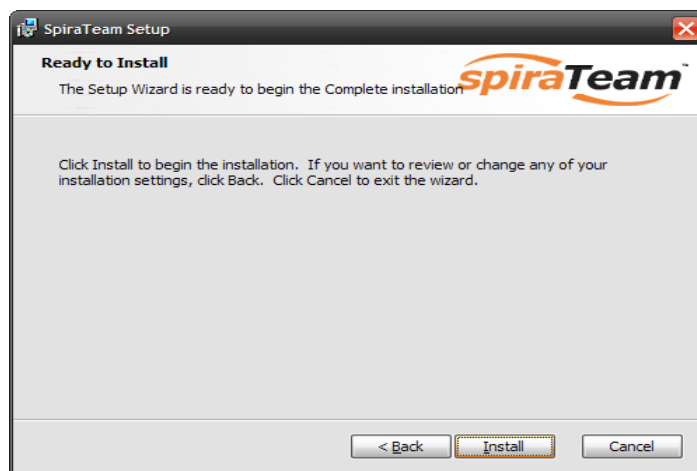 SpiraTeam Setup
Ready to Install
The Setup Wizard is ready to begin the Complete installation
spiraTeam™
Click Install to begin the installation. If you want to review or change any of your
installation settings, click Back. Click Cancel to exit the wizard.
< Back
Install
Cancel